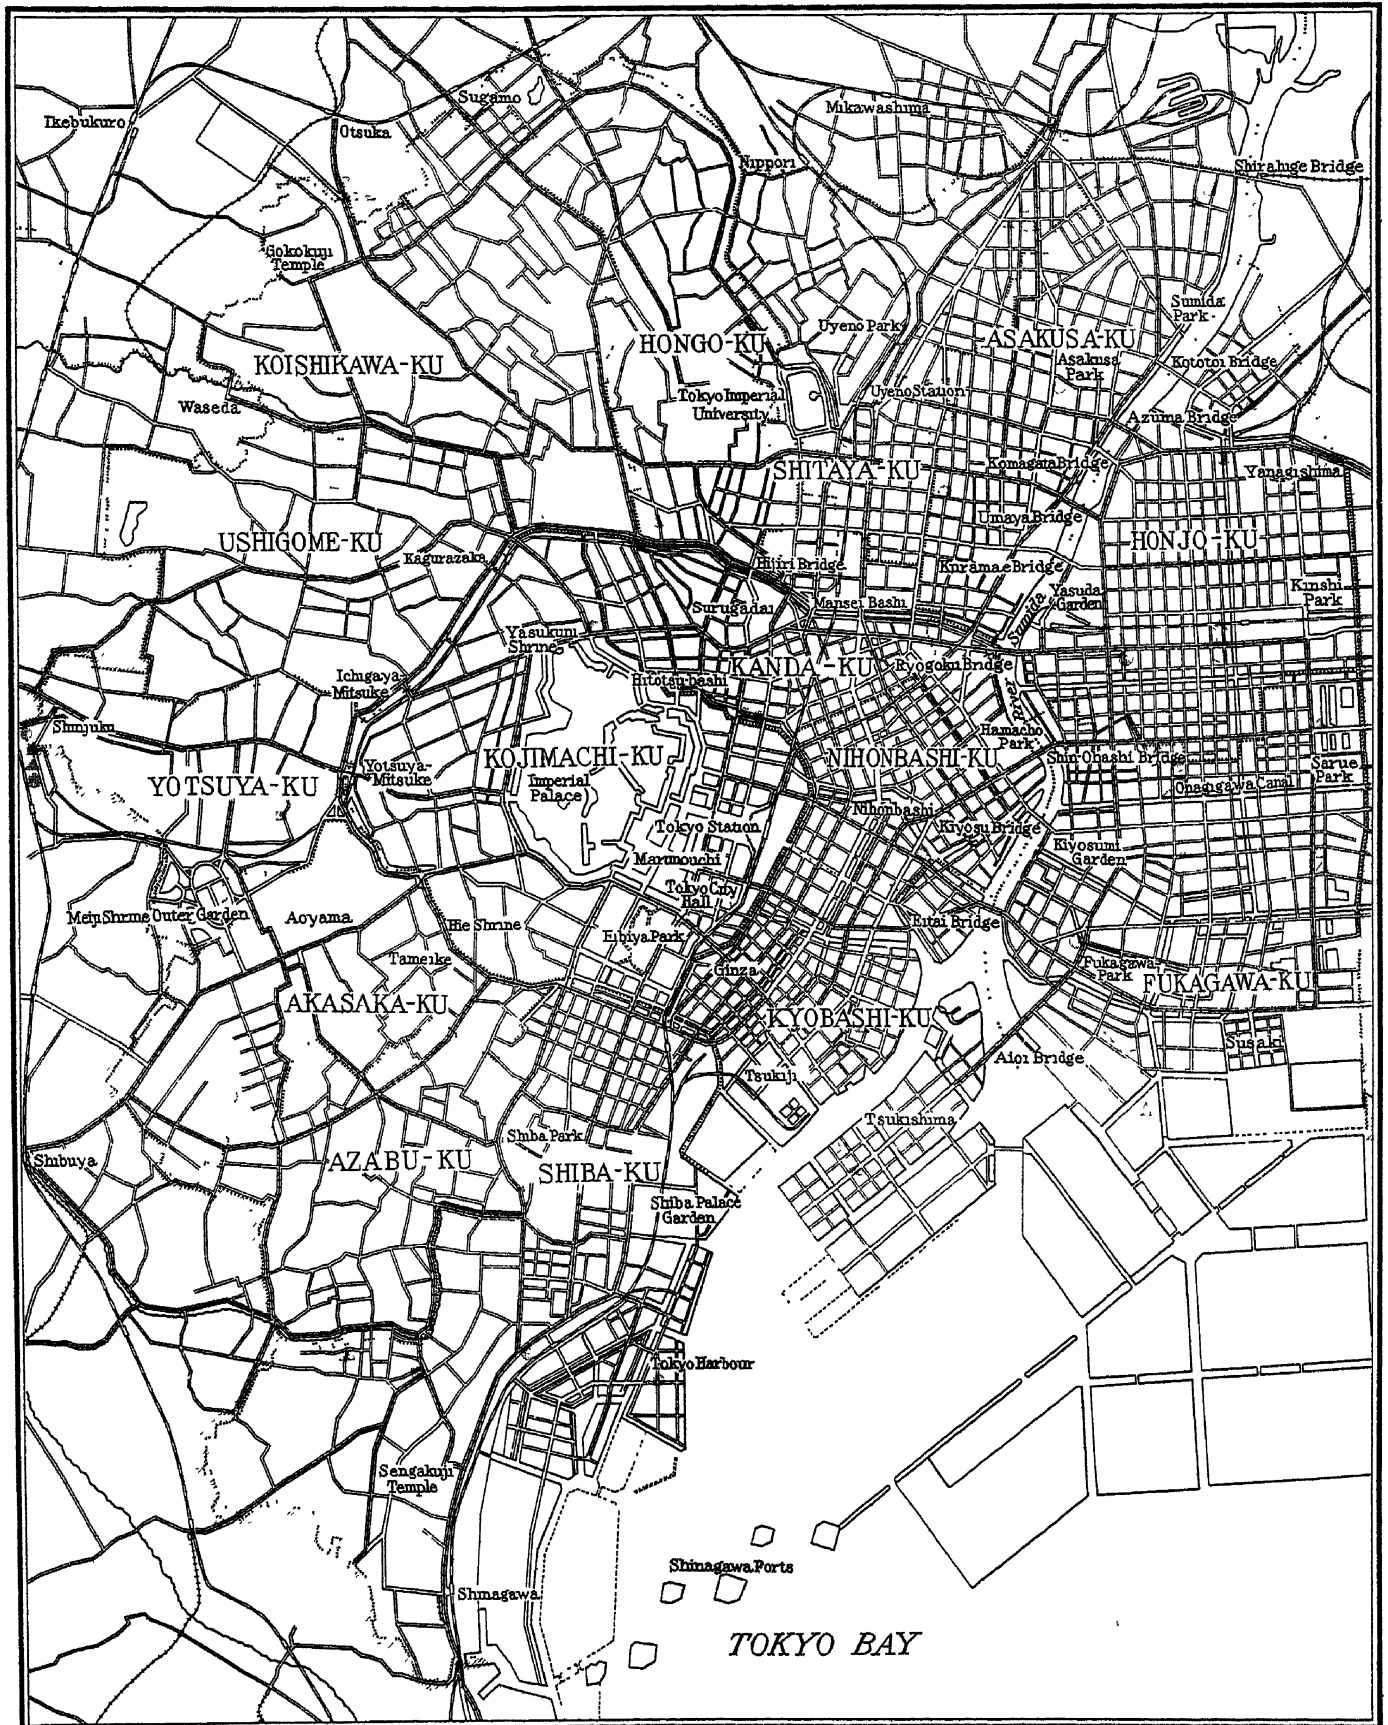 Sugamo
Ikebukuro
Otsuka
Mikawashima
Nippori
Shirahige Bridge
Gokokuji
Temple
Sumida
Park
Uyeno Park
HONGO-KU
ASAKUSA-KU
KOISHIKAWA-KU
Asakusa
Park
Kototoi Bridge
Tokyo Imperial
University
Uyeno Station
Waseda
Azuma Bridge
SHITAYA-KU
Komagata Bridge
Yanagishima
Umaya Bridge
USHIGOME-KU
HONJO-KU
Kagurazaka
Hijiri Bridge
Kuramae Bridge
Kinshi
Park
Yasuda
Garden
Surugadai
Mansei Bashi
Sumida
River
Yasukuni
Shrine
KANDA-KU
Ryogoku Bridge
Ichigaya
Mitsuke
Hitotsu-bashi
Shinjuku
Hamacho
Park
KOJIMACHI-KU
NIHONBASHI-KU
Shin-Ohashi Bridge
Yotsuya-
Mitsuke
Sarue
Park
YOTSUYA-KU
Imperial
Palace
Onagigawa Canal
Nihonbashi
Tokyo Station
Kiyosu Bridge
Kiyosumi
Garden
Marunouchi
Tokyo City
Hall
Meiji Shrine Outer Garden
Aoyama
Hie Shrine
Eitai Bridge
Hibiya Park
Tameike
Ginza
Fukagawa
Park
FUKAGAWA-KU
AKASAKA-KU
KYOBASHI-KU
Susaki
Aioi Bridge
Tsukiji
Tsukishima
Shiba Park
Shibuya
AZABU-KU
SHIBA-KU
Shiba Palace
Garden
Tokyo Harbour
Sengakuji
Temple
Shinagawa Forts
Shinagawa
TOKYO BAY